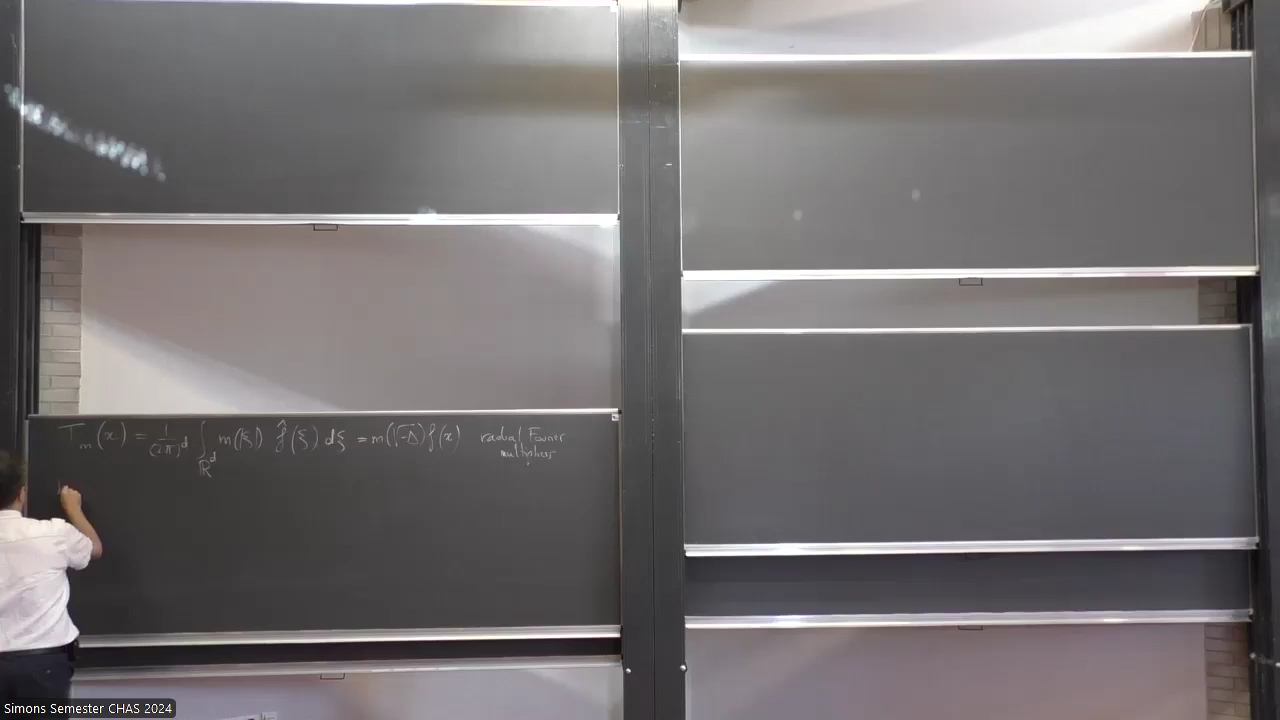 T_m (x) = 1/(2π)^d ∫_{ℝ^d} m(|ξ|) f̂(ξ) dξ = m(√-Δ) f(x) radial Fourier
multipliers
Simons Semester CHAS 2024